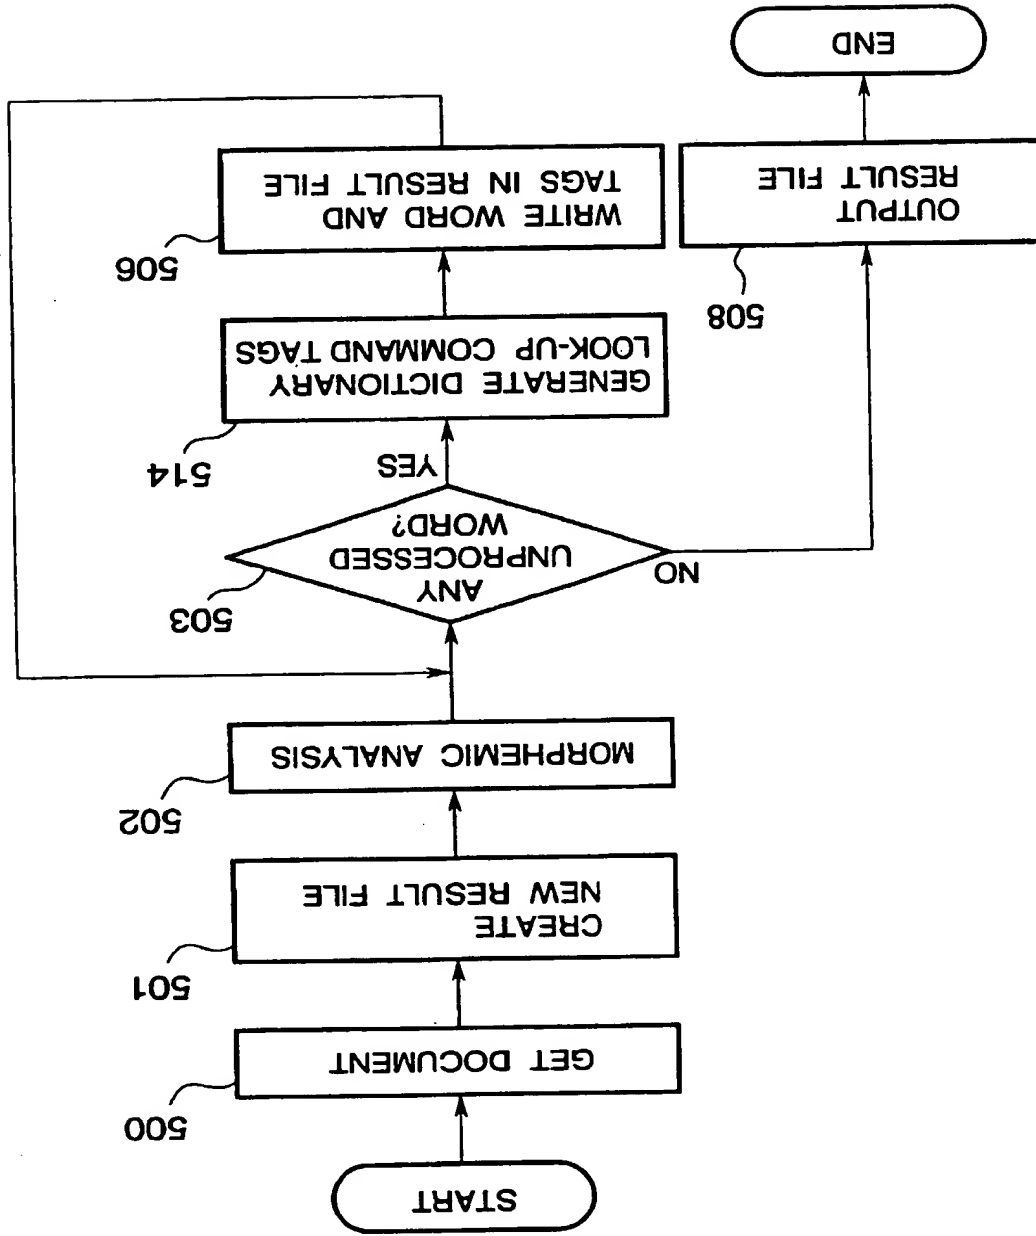 START
500
GET DOCUMENT
501
CREATE
NEW RESULT FILE
502
MORPHEMIC ANALYSIS
503
ANY
UNPROCESSED
WORD?
NO
YES
514
GENERATE DICTIONARY
LOOK-UP COMMAND TAGS
506
WRITE WORD AND
TAGS IN RESULT FILE
508
OUTPUT
RESULT FILE
END